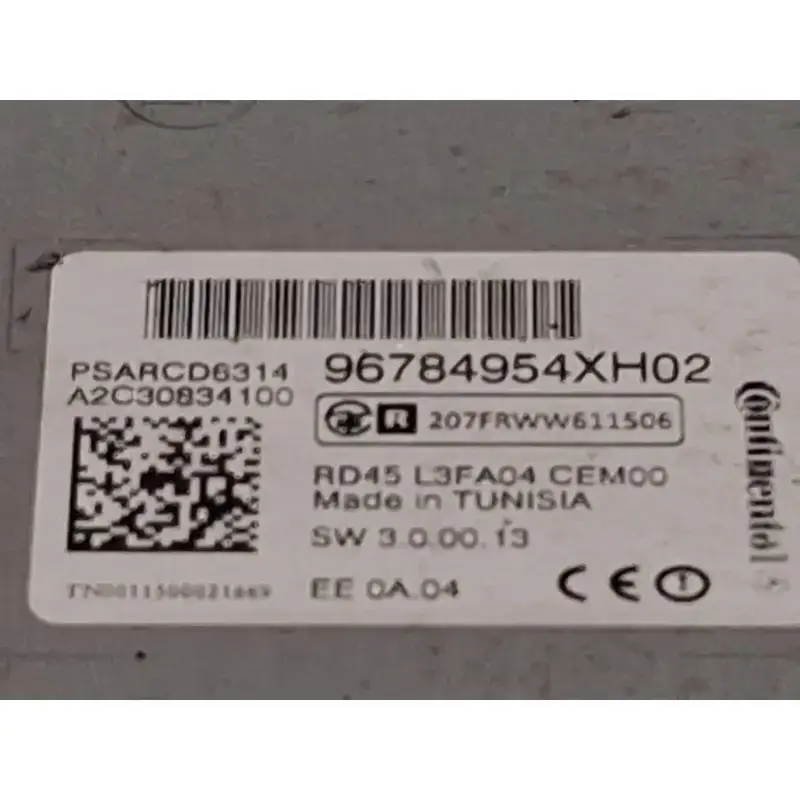 PSARCD6314 96784954XH02
A2C30834100
R 207FRWW611506
RD45 L3FA04 CEM00
Made in TUNISIA
SW 3.0.00.13
EE 0A.04
CE
Continental